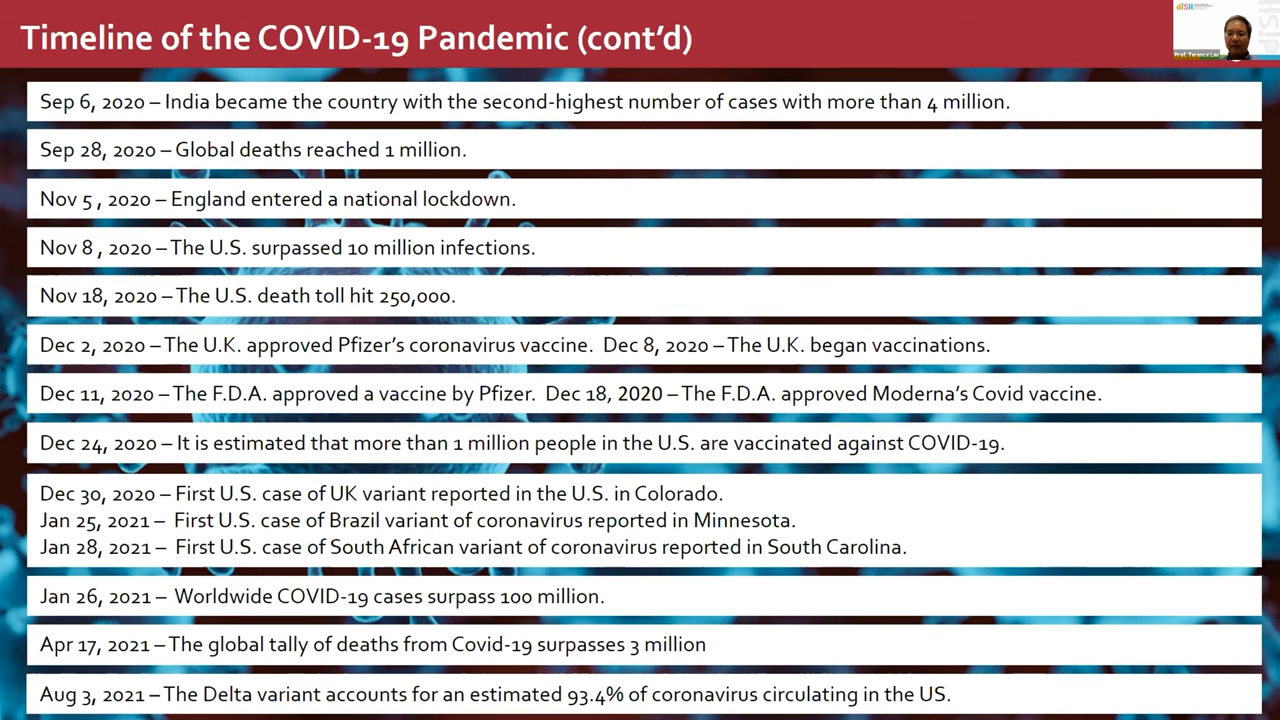 Timeline of the COVID-19 Pandemic (cont'd)
Prof. Terence Lau
Sep 6, 2020 – India became the country with the second-highest number of cases with more than 4 million.
Sep 28, 2020 – Global deaths reached 1 million.
Nov 5 , 2020 – England entered a national lockdown.
Nov 8 , 2020 – The U.S. surpassed 10 million infections.
Nov 18, 2020 – The U.S. death toll hit 250,000.
Dec 2, 2020 – The U.K. approved Pfizer's coronavirus vaccine. Dec 8, 2020 – The U.K. began vaccinations.
Dec 11, 2020 – The F.D.A. approved a vaccine by Pfizer. Dec 18, 2020 – The F.D.A. approved Moderna's Covid vaccine.
Dec 24, 2020 – It is estimated that more than 1 million people in the U.S. are vaccinated against COVID-19.
Dec 30, 2020 – First U.S. case of UK variant reported in the U.S. in Colorado.
Jan 25, 2021 – First U.S. case of Brazil variant of coronavirus reported in Minnesota.
Jan 28, 2021 – First U.S. case of South African variant of coronavirus reported in South Carolina.
Jan 26, 2021 – Worldwide COVID-19 cases surpass 100 million.
Apr 17, 2021 – The global tally of deaths from Covid-19 surpasses 3 million
Aug 3, 2021 – The Delta variant accounts for an estimated 93.4% of coronavirus circulating in the US.